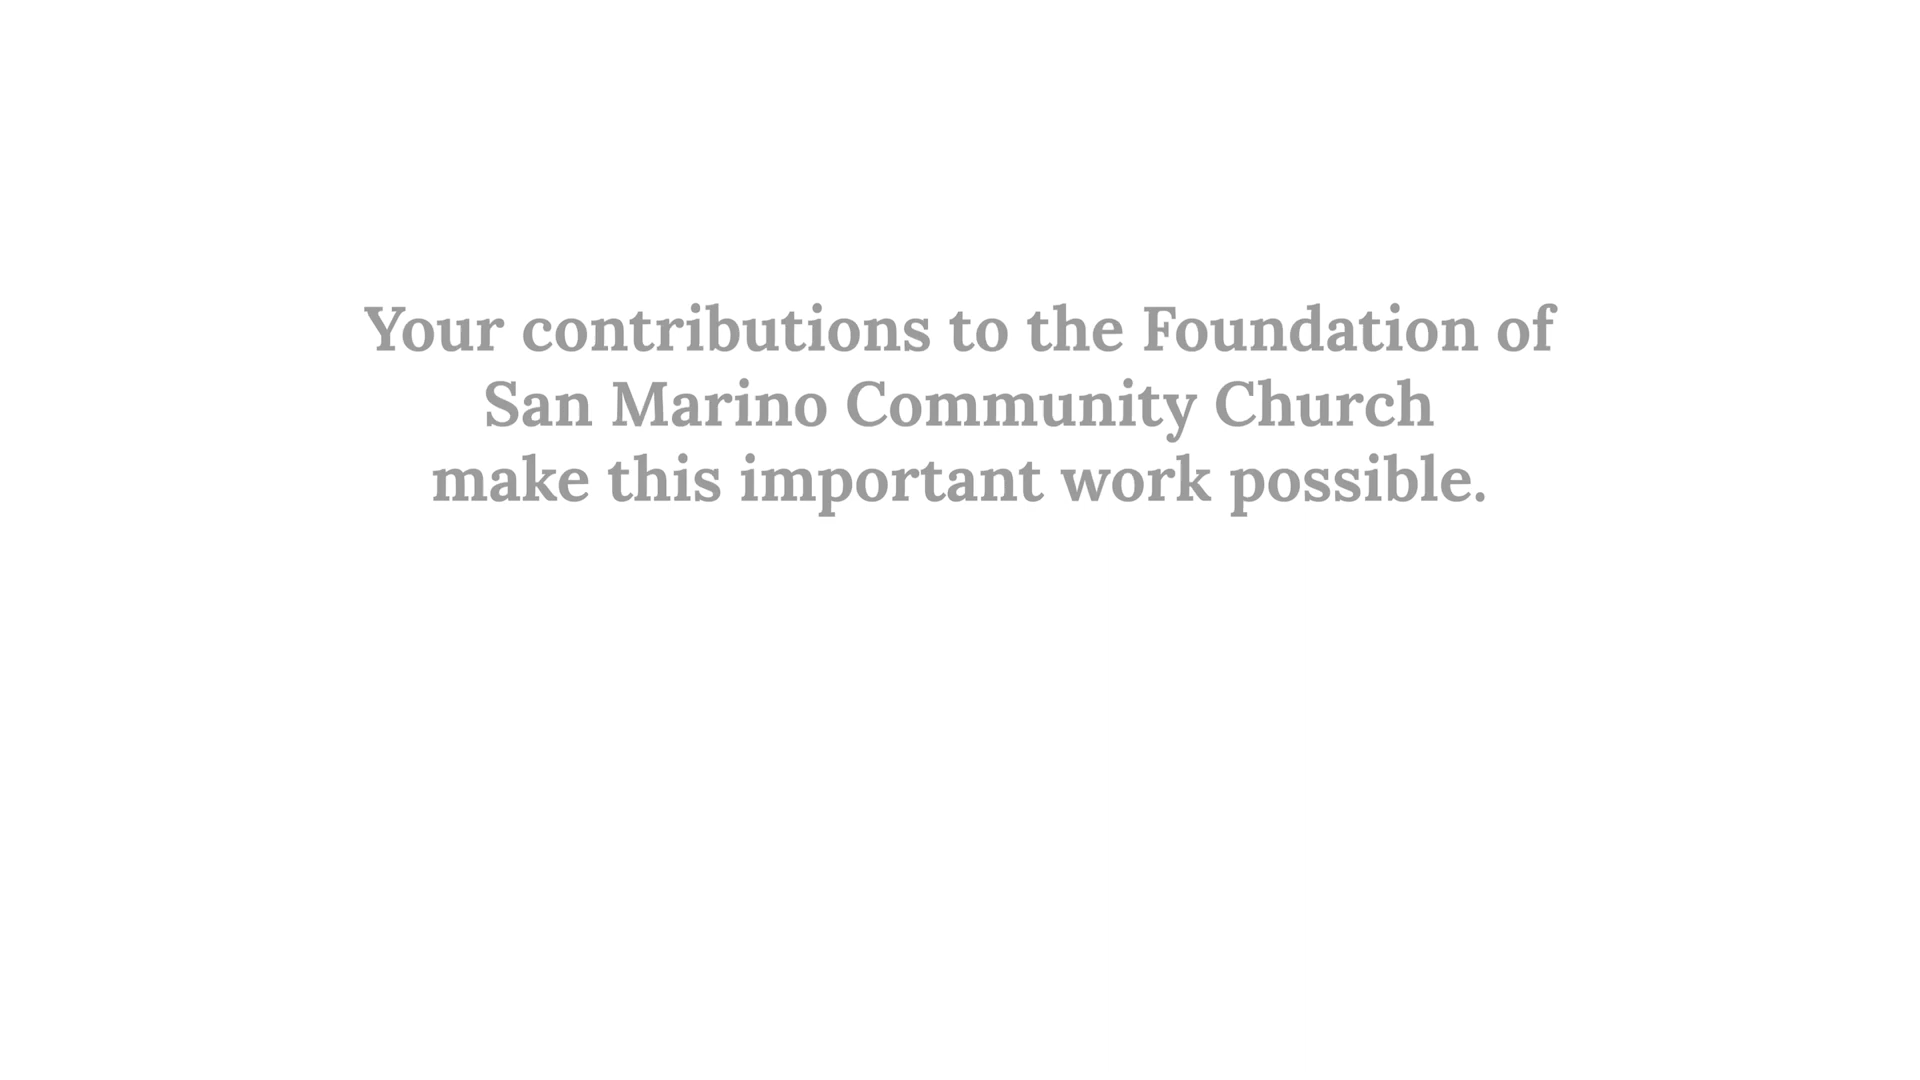 Your contributions to the Foundation of
San Marino Community Church
make this important work possible.